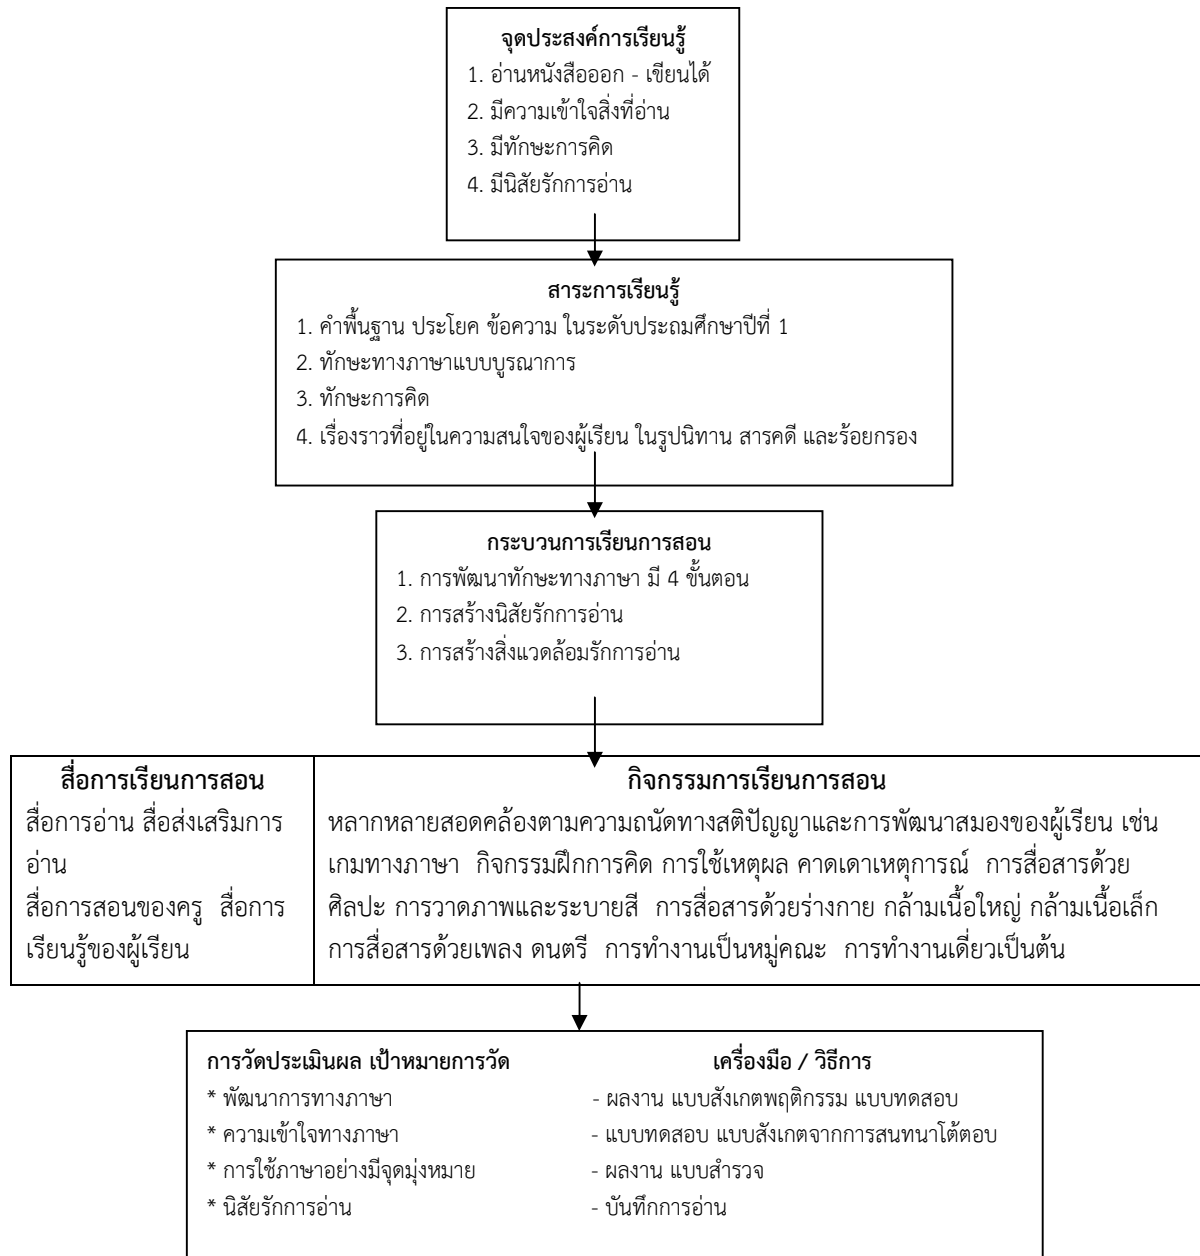 จุดประสงค์การเรียนรู้
1. อ่านหนังสือออก - เขียนได้
2. มีความเข้าใจสิ่งที่อ่าน
3. มีทักษะการคิด
4. มีนิสัยรักการอ่าน
สาระการเรียนรู้
1. คำพื้นฐาน ประโยค ข้อความ ในระดับประถมศึกษาปีที่ 1
2. ทักษะทางภาษาแบบบูรณาการ
3. ทักษะการคิด
4. เรื่องราวที่อยู่ในความสนใจของผู้เรียน ในรูปนิทาน สารคดี และร้อยกรอง
กระบวนการเรียนการสอน
1. การพัฒนาทักษะทางภาษา มี 4 ขั้นตอน
2. การสร้างนิสัยรักการอ่าน
3. การสร้างสิ่งแวดล้อมรักการอ่าน
สื่อการเรียนการสอน
สื่อการอ่าน สื่อส่งเสริมการ
อ่าน
สื่อการสอนของครู สื่อการ
เรียนรู้ของผู้เรียน
กิจกรรมการเรียนการสอน
หลากหลายสอดคล้องตามความถนัดทางสติปัญญาและการพัฒนาสมองของผู้เรียน เช่น
เกมทางภาษา กิจกรรมฝึกการคิด การใช้เหตุผล คาดเดาเหตุการณ์ การสื่อสารด้วย
ศิลปะ การวาดภาพและระบายสี การสื่อสารด้วยร่างกาย กล้ามเนื้อใหญ่ กล้ามเนื้อเล็ก
การสื่อสารด้วยเพลง ดนตรี การทำงานเป็นหมู่คณะ การทำงานเดี่ยวเป็นต้น
การวัดประเมินผล เป้าหมายการวัด เครื่องมือ / วิธีการ
* พัฒนาการทางภาษา - ผลงาน แบบสังเกตพฤติกรรม แบบทดสอบ
* ความเข้าใจทางภาษา - แบบทดสอบ แบบสังเกตจากการสนทนาโต้ตอบ
* การใช้ภาษาอย่างมีจุดมุ่งหมาย - ผลงาน แบบสำรวจ
* นิสัยรักการอ่าน - บันทึกการอ่าน